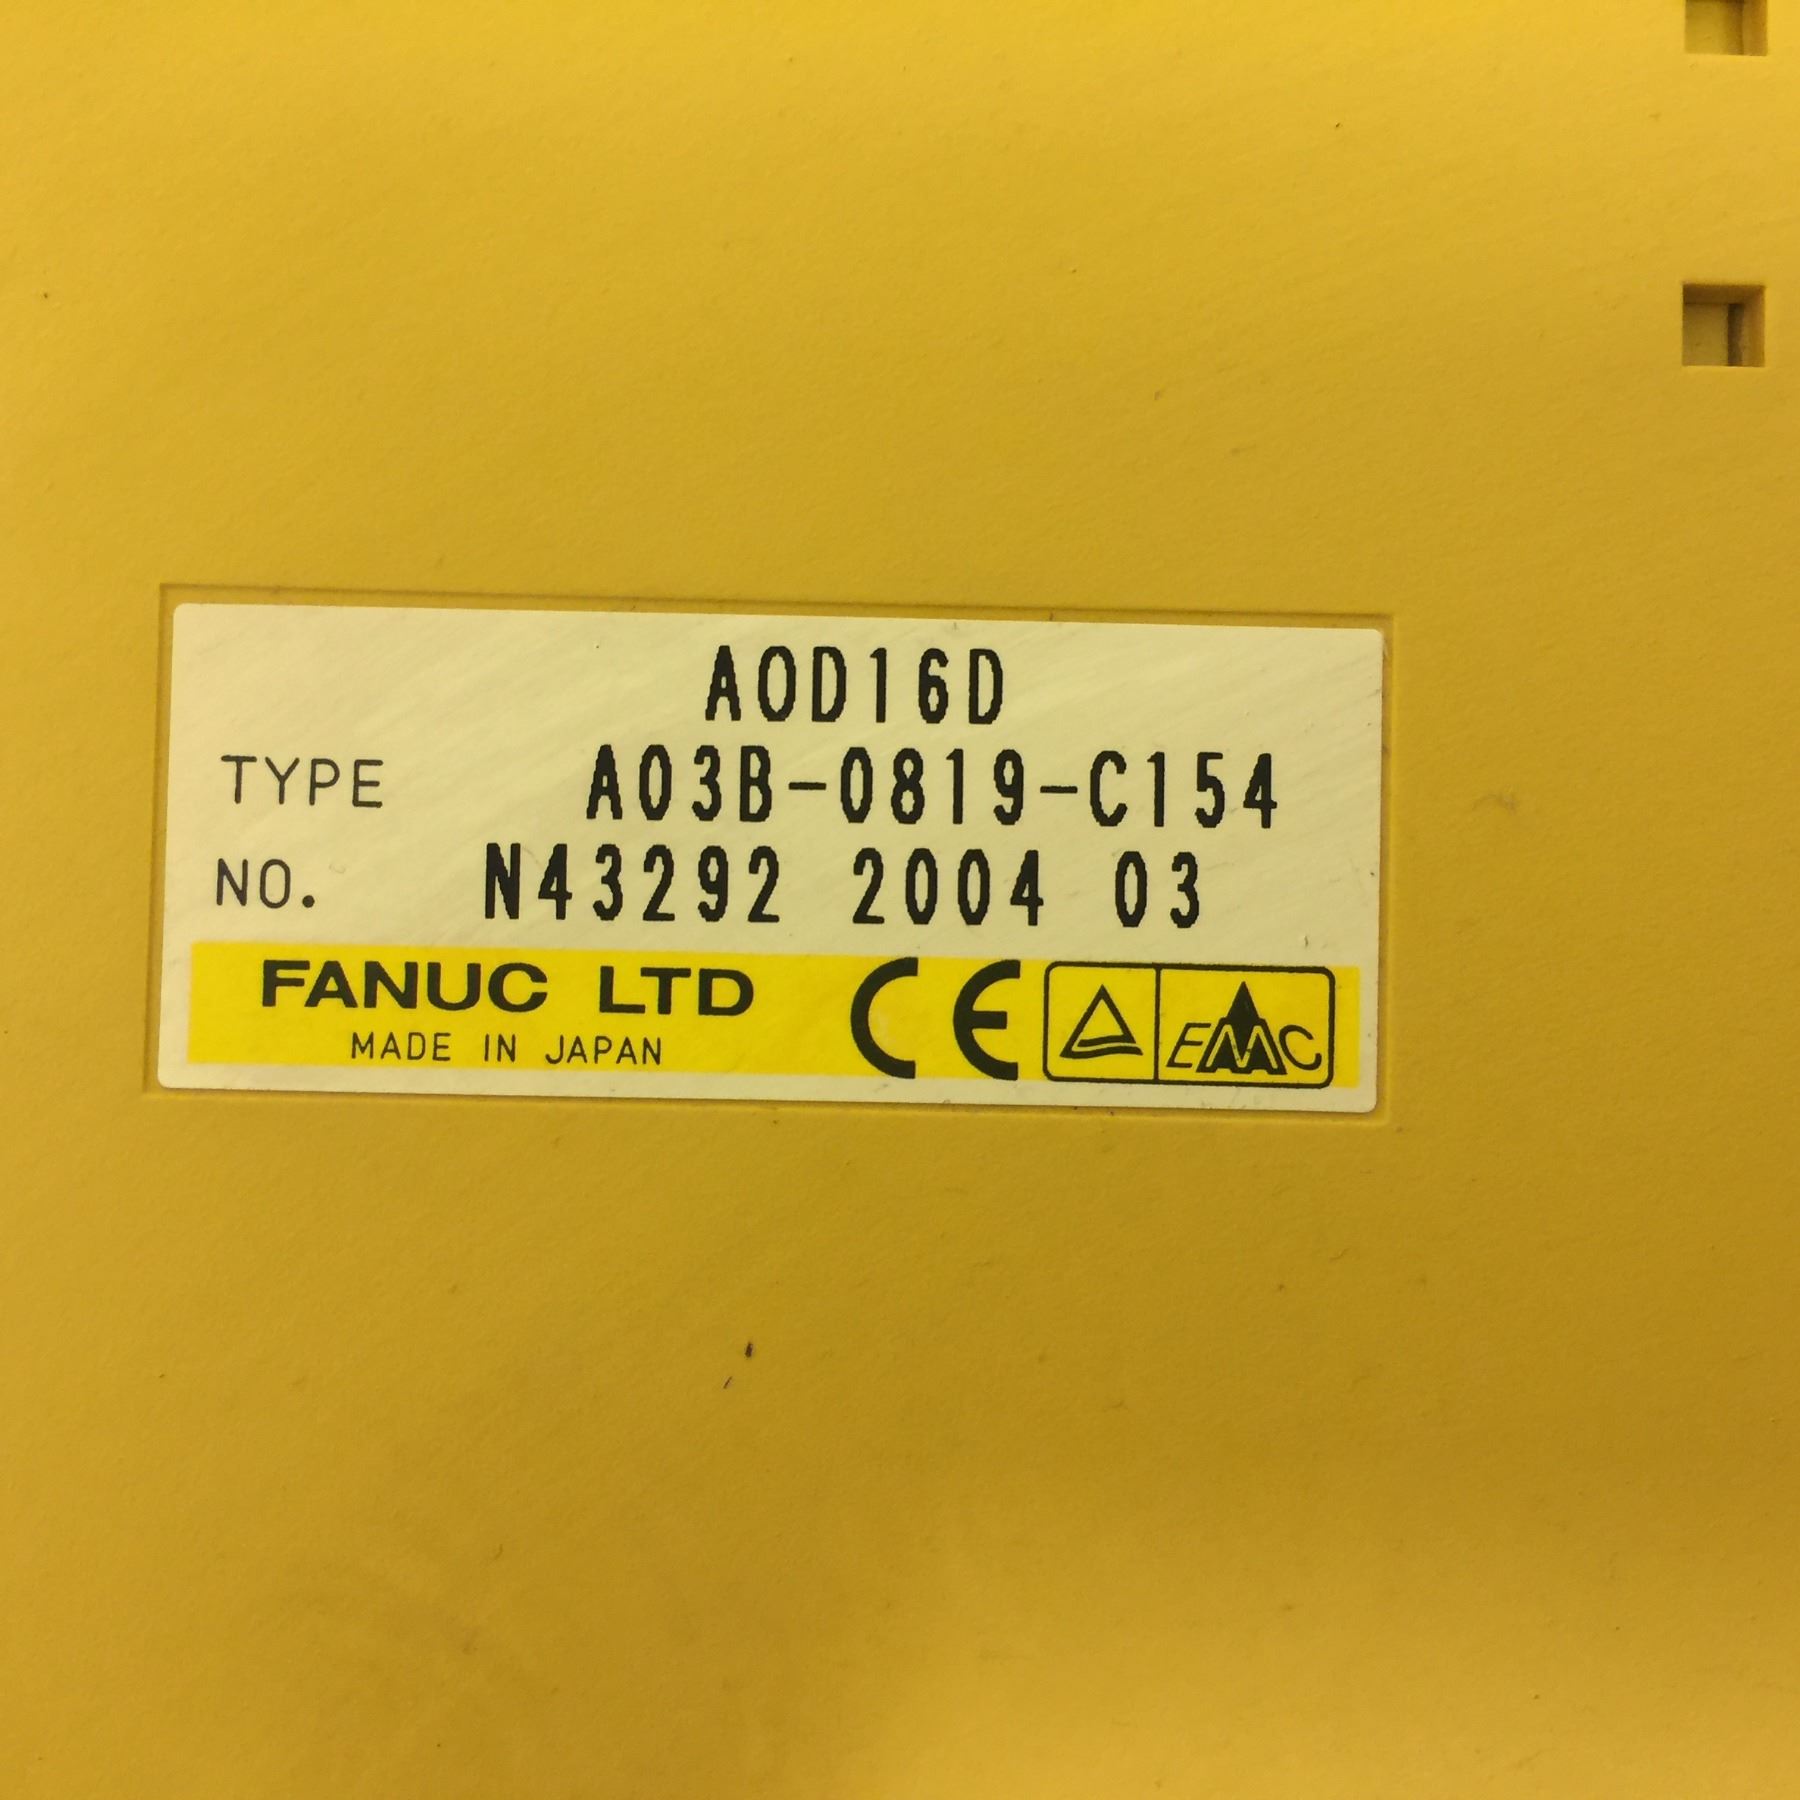 AOD16D
TYPE A03B-0819-C154
NO. N43292 2004 03
FANUC LTD CE EMC
MADE IN JAPAN